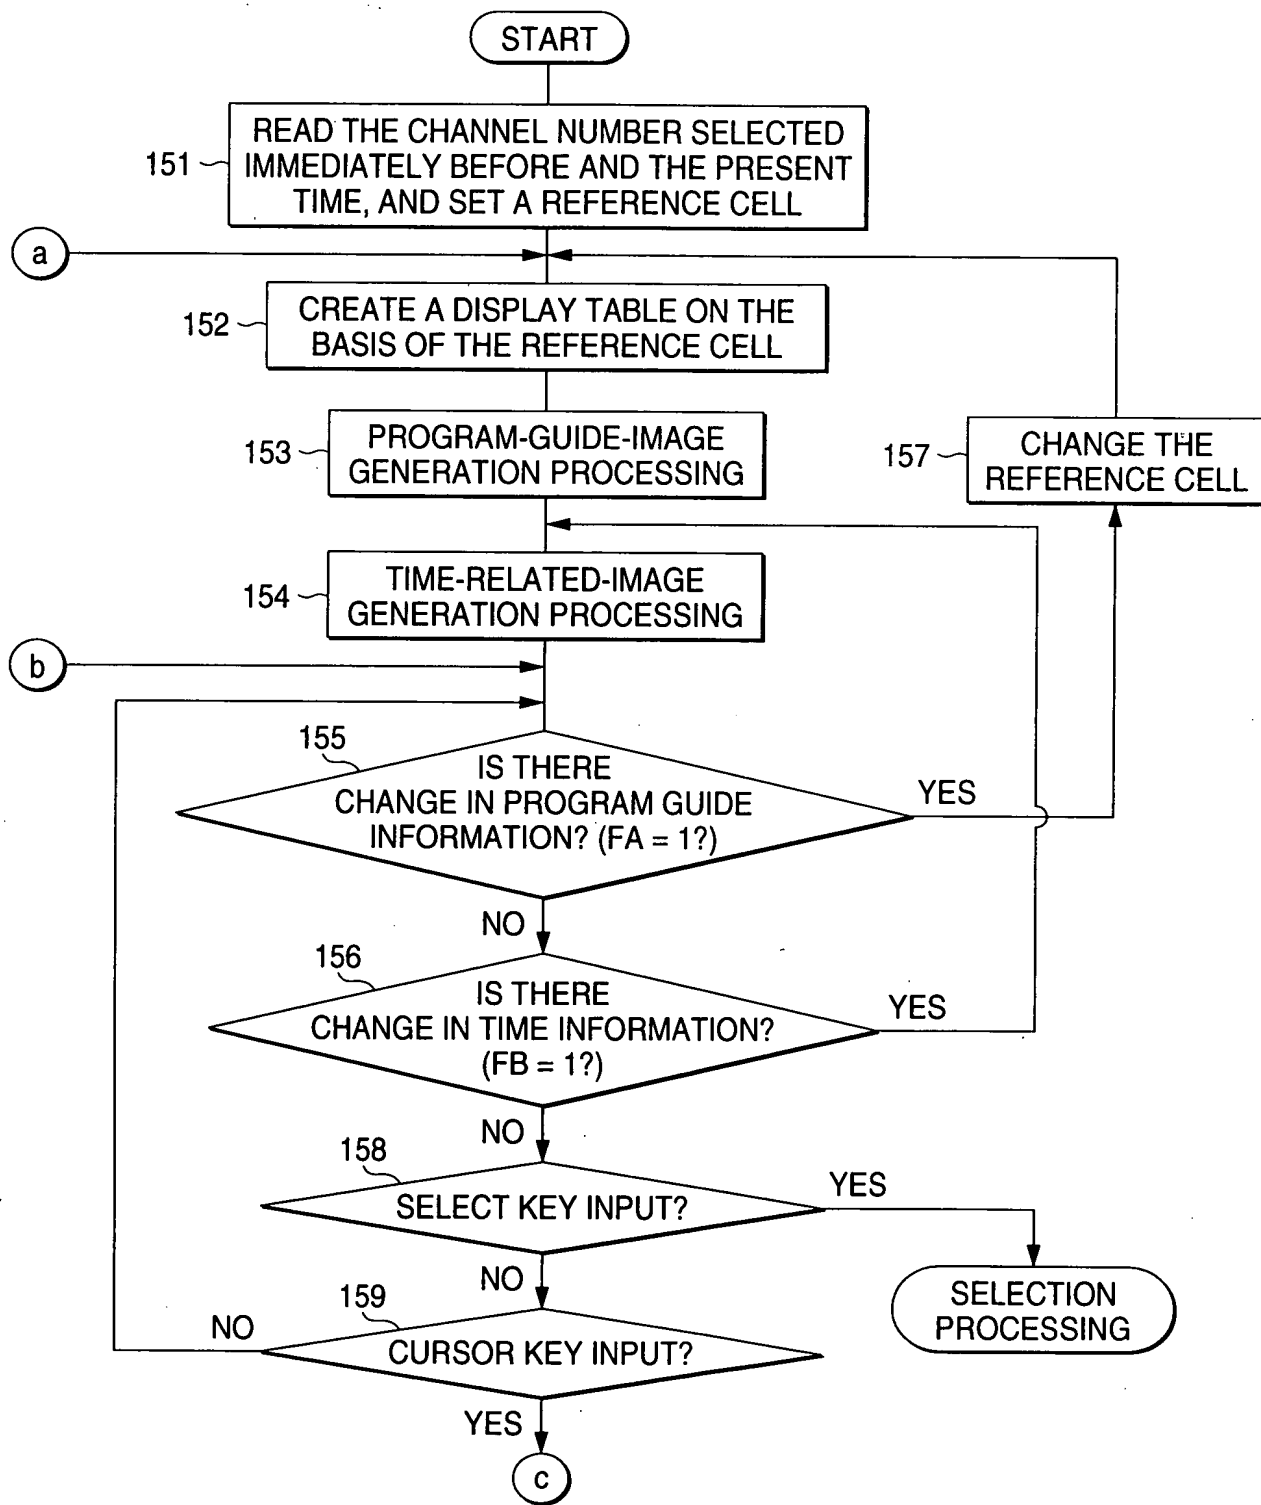 START
READ THE CHANNEL NUMBER SELECTED
IMMEDIATELY BEFORE AND THE PRESENT
TIME, AND SET A REFERENCE CELL
151
a
CREATE A DISPLAY TABLE ON THE
BASIS OF THE REFERENCE CELL
152
PROGRAM-GUIDE-IMAGE
GENERATION PROCESSING
153
CHANGE THE
REFERENCE CELL
157
TIME-RELATED-IMAGE
GENERATION PROCESSING
154
b
155
IS THERE
CHANGE IN PROGRAM GUIDE
INFORMATION? (FA = 1?)
YES
NO
156
IS THERE
CHANGE IN TIME INFORMATION?
(FB = 1?)
YES
NO
158
SELECT KEY INPUT?
YES
NO
SELECTION
PROCESSING
159
CURSOR KEY INPUT?
NO
YES
c